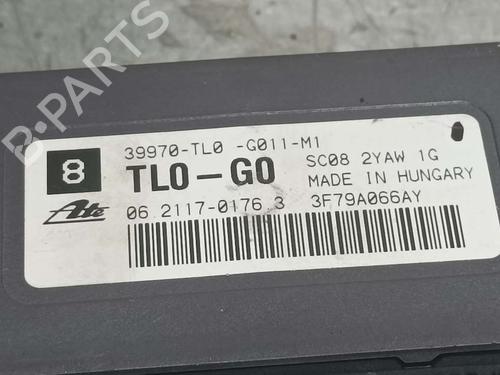 39970-TL0 -G011-M1
8
TL0-G0
SC08 2YAW 1G
MADE IN HUNGARY
Ate
06.2117-0176.3
3F79A066AY
B-PARTS